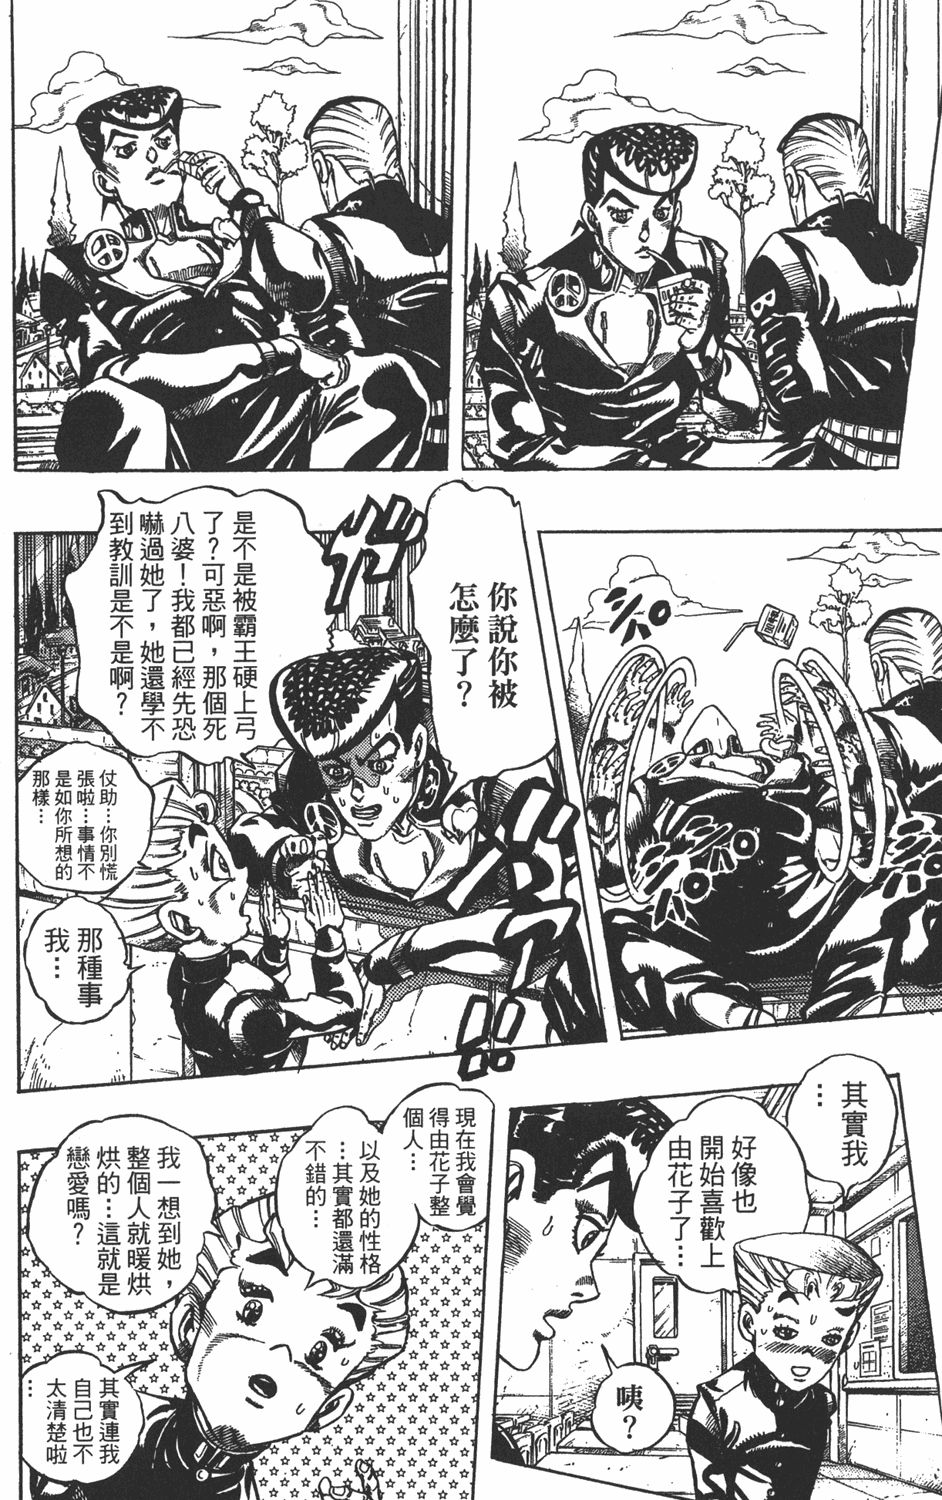 你說你被
怎麼了？
是不是被霸王硬上弓
了？可惡啊，那個死
八婆！我都已經先恐
嚇過她了，她還學不
到教訓是不是啊？
仗助…你別慌
張啦…事情不
是如你所想的
那樣…
那種事
我…
其實我
…
好像也
開始喜歡上
由花子了…
咦？
現在我會覺
得由花子整
個人…
以及她的性格
…其實都還滿
不錯的…
我一想到她，
整個人就暖烘
烘的…這就是
戀愛嗎？
其實連我
自己也不
太清楚啦
…